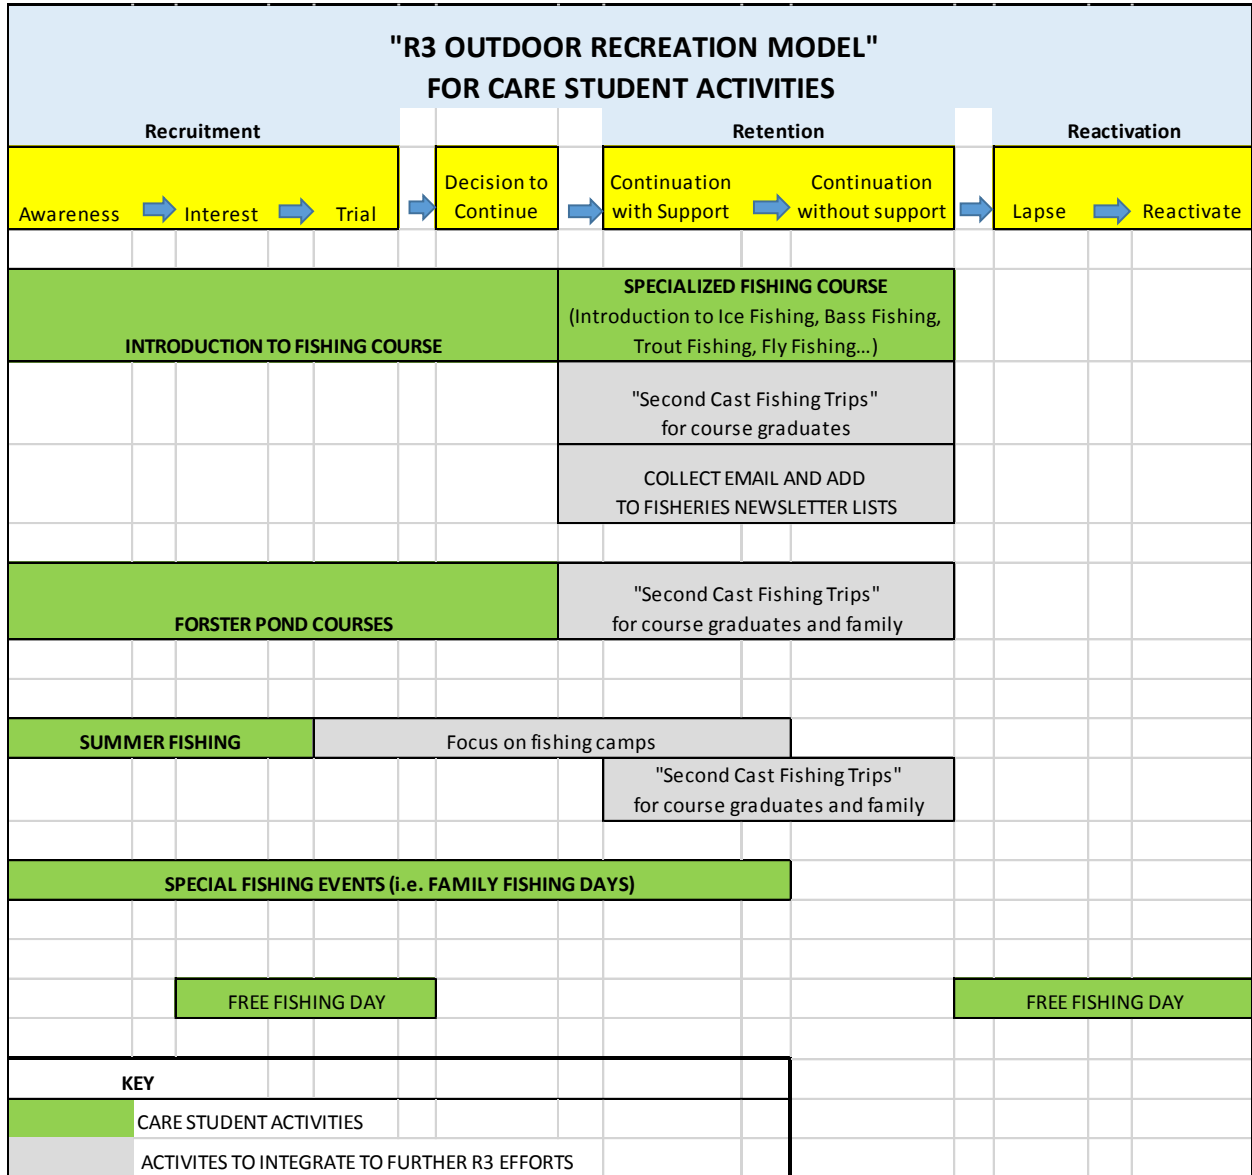 "R3 OUTDOOR RECREATION MODEL"
FOR CARE STUDENT ACTIVITIES
Recruitment
Retention
Reactivation
Awareness
Interest
Trial
Decision to
Continue
Continuation
with Support
Continuation
without support
Lapse
Reactivate
INTRODUCTION TO FISHING COURSE
SPECIALIZED FISHING COURSE
(Introduction to Ice Fishing, Bass Fishing,
Trout Fishing, Fly Fishing...)
"Second Cast Fishing Trips"
for course graduates
COLLECT EMAIL AND ADD
TO FISHERIES NEWSLETTER LISTS
FORSTER POND COURSES
"Second Cast Fishing Trips"
for course graduates and family
SUMMER FISHING
Focus on fishing camps
"Second Cast Fishing Trips"
for course graduates and family
SPECIAL FISHING EVENTS (i.e. FAMILY FISHING DAYS)
FREE FISHING DAY
FREE FISHING DAY
KEY
CARE STUDENT ACTIVITIES
ACTIVITES TO INTEGRATE TO FURTHER R3 EFFORTS